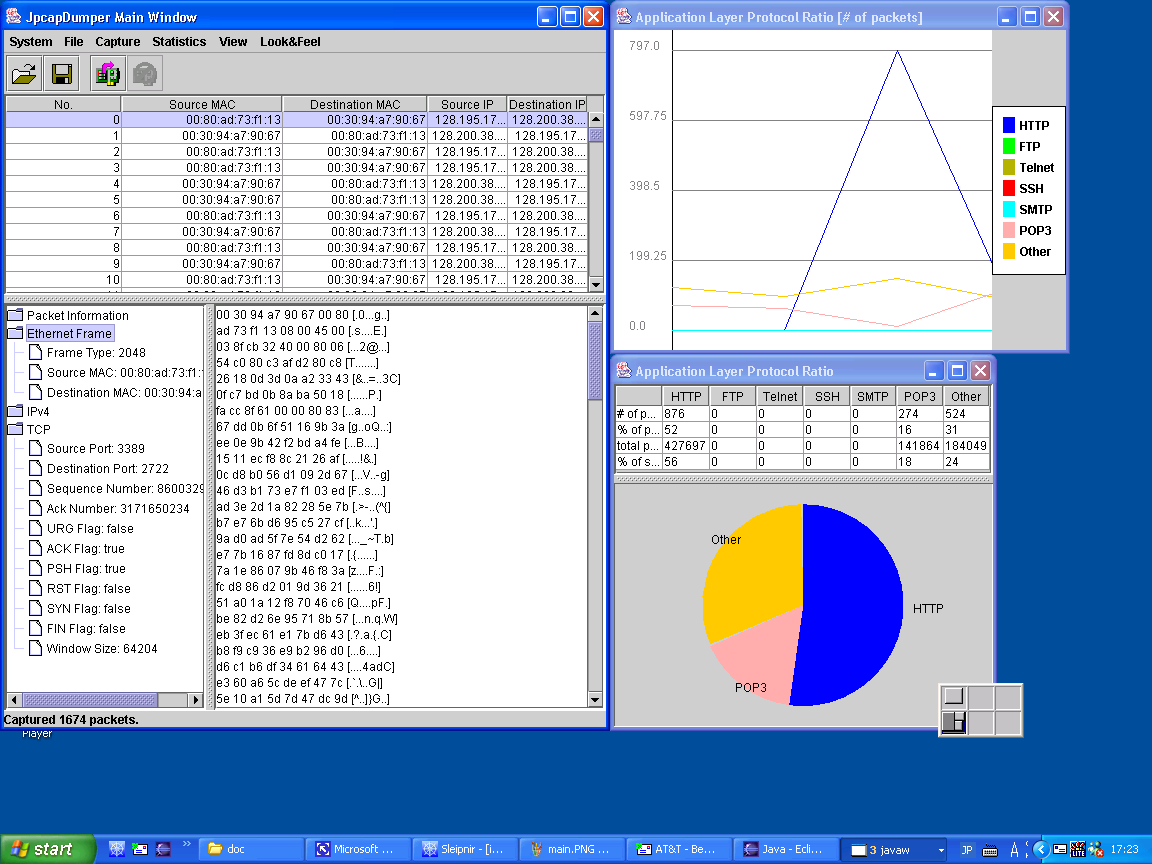 JpcapDumper Main Window
System File Capture Statistics View Look&Feel
No. Source MAC Destination MAC Source IP Destination IP
0 00:80:ad:73:f1:13 00:30:94:a7:90:67 128.195.17... 128.200.38....
1 00:30:94:a7:90:67 00:80:ad:73:f1:13 128.200.38.... 128.195.17...
2 00:80:ad:73:f1:13 00:30:94:a7:90:67 128.195.17... 128.200.38....
3 00:80:ad:73:f1:13 00:30:94:a7:90:67 128.195.17... 128.200.38....
4 00:30:94:a7:90:67 00:80:ad:73:f1:13 128.200.38.... 128.195.17...
5 00:80:ad:73:f1:13 00:30:94:a7:90:67 128.195.17... 128.200.38....
6 00:80:ad:73:f1:13 00:30:94:a7:90:67 128.195.17... 128.200.38....
7 00:30:94:a7:90:67 00:80:ad:73:f1:13 128.200.38.... 128.195.17...
8 00:80:ad:73:f1:13 00:30:94:a7:90:67 128.195.17... 128.200.38....
9 00:30:94:a7:90:67 00:80:ad:73:f1:13 128.200.38.... 128.195.17...
10 00:80:ad:73:f1:13 00:30:94:a7:90:67 128.195.17... 128.200.38....
Packet Information
Ethernet Frame
Frame Type: 2048
Source MAC: 00:80:ad:73:f1:
Destination MAC: 00:30:94:a
IPv4
TCP
Source Port: 3389
Destination Port: 2722
Sequence Number: 8600329
Ack Number: 3171650234
URG Flag: false
ACK Flag: true
PSH Flag: true
RST Flag: false
SYN Flag: false
FIN Flag: false
Window Size: 64204
00 30 94 a7 90 67 00 80 [.0...g..]
ad 73 f1 13 08 00 45 00 [.s....E.]
03 8f cb 32 40 00 80 06 [...2@...]
54 c0 80 c3 af d2 80 c8 [T.......]
26 18 0d 3d 0a a2 33 43 [&..=..3C]
0f c7 bd 0b 8a ba 50 18 [......P.]
fa cc 8f 61 00 00 80 83 [...a....]
67 dd 0b 6f 51 16 9b 3a [g..oQ..:]
ee 0e 9b 42 f2 bd a4 fe [...B....]
15 11 ec f8 8c 21 26 af [.....!&.]
0c d8 b0 56 d1 09 2d 67 [...V..-g]
46 d3 b1 73 e7 f1 03 ed [F..s....]
ad 3e 2d 1a 82 28 5e 7b [.>-..(^{]
b7 e7 6b d6 95 c5 27 cf [..k...'.]
9a d0 ad 5f 7e 54 d2 62 [..._~T.b]
e7 7b 16 87 fd 8d c0 17 [.{......]
7a 1e 86 07 9b 46 f8 3a [z....F.:]
fc d8 86 d2 01 9d 36 21 [......6!]
51 a0 1a 12 f8 70 46 c6 [Q....pF.]
be 82 d2 6e 95 71 8b 57 [...n.q.W]
eb 3f ec 61 e1 7b d6 43 [.?.a.{.C]
b8 f9 c9 36 e9 b2 96 d0 [...6....]
d6 c1 b6 df 34 61 64 43 [....4adC]
e3 60 a6 5c de ef 47 7c [.`.\..G|]
5e 10 a1 5d 7d 47 dc 9d [^..]}G..]
Captured 1674 packets.
Application Layer Protocol Ratio [# of packets]
797.0
597.75
398.5
199.25
0.0
HTTP
FTP
Telnet
SSH
SMTP
POP3
Other
Application Layer Protocol Ratio
HTTP FTP Telnet SSH SMTP POP3 Other
# of p... 876 0 0 0 0 274 524
% of p... 52 0 0 0 0 16 31
total p... 427697 0 0 0 0 141864 184049
% of s... 56 0 0 0 0 18 24
Other
HTTP
POP3
Player
start doc Microsoft ... Sleipnir - [i... main.PNG ... AT&T - Be... Java - Ecli... 3 javaw JP 17:23